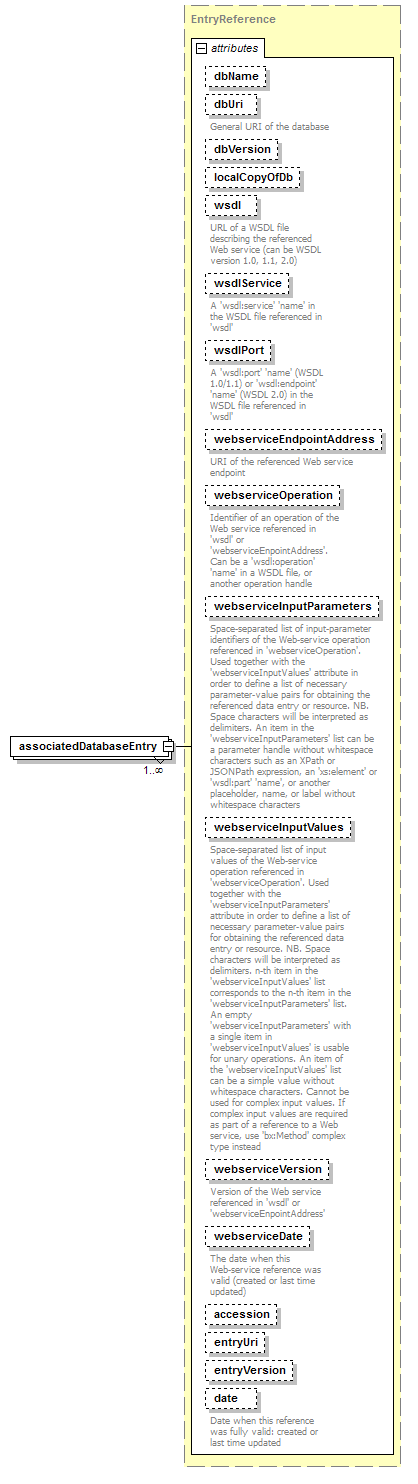 EntryReference
attributes
dbName
dbUri
General URI of the database
dbVersion
localCopyOfDb
wsdl
URL of a WSDL file
describing the referenced
Web service (can be WSDL
version 1.0, 1.1, 2.0)
wsdlService
A 'wsdl:service' 'name' in
the WSDL file referenced in
'wsdl'
wsdlPort
A 'wsdl:port' 'name' (WSDL
1.0/1.1) or 'wsdl:endpoint'
'name' (WSDL 2.0) in the
WSDL file referenced in
'wsdl'
webserviceEndpointAddress
URI of the referenced Web service
endpoint
webserviceOperation
Identifier of an operation of the
Web service referenced in
'wsdl' or
'webserviceEnpointAddress'.
Can be a 'wsdl:operation'
'name' in a WSDL file, or
another operation handle
webserviceInputParameters
Space-separated list of input-parameter
identifiers of the Web-service operation
referenced in 'webserviceOperation'.
Used together with the
'webserviceInputValues' attribute in
order to define a list of necessary
parameter-value pairs for obtaining the
referenced data entry or resource. NB.
Space characters will be interpreted as
delimiters. An item in the
'webserviceInputParameters' list can be
a parameter handle without whitespace
characters such as an XPath or
JSONPath expression, an 'xs:element' or
'wsdl:part' 'name', or another
placeholder, name, or label without
whitespace characters
associatedDatabaseEntry
1..∞
webserviceInputValues
Space-separated list of input
values of the Web-service
operation referenced in
'webserviceOperation'. Used
together with the
'webserviceInputParameters'
attribute in order to define a list of
necessary parameter-value pairs
for obtaining the referenced data
entry or resource. NB. Space
characters will be interpreted as
delimiters. n-th item in the
'webserviceInputValues' list
corresponds to the n-th item in the
'webserviceInputParameters' list.
An empty
'webserviceInputParameters' with
a single item in
'webserviceInputValues' is usable
for unary operations. An item of
the 'webserviceInputValues' list
can be a simple value without
whitespace characters. Cannot be
used for complex input values. If
complex input values are required
as part of a reference to a Web
service, use 'bx:Method' complex
type instead
webserviceVersion
Version of the Web service
referenced in 'wsdl' or
'webserviceEnpointAddress'
webserviceDate
The date when this
Web-service reference was
valid (created or last time
updated)
accession
entryUri
entryVersion
date
Date when this reference
was fully valid: created or
last time updated